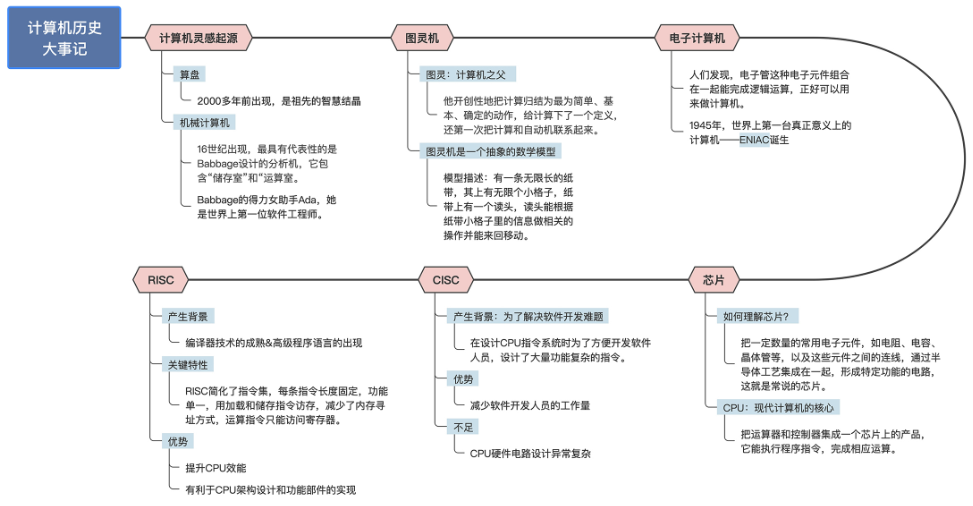 计算机历史
大事记
计算机灵感起源
算盘
2000多年前出现，是祖先的智慧结晶
机械计算机
16世纪出现，最具有代表性的是
Babbage设计的分析机，它包
含“储存室”和“运算室。
Babbage的得力女助手Ada，她
是世界上第一位软件工程师。
图灵机
图灵：计算机之父
他开创性地把计算归结为最为简单、基
本、确定的动作，给计算下了一个定义，
还第一次把计算和自动机联系起来。
图灵机是一个抽象的数学模型
模型描述：有一条无限长的纸
带，其上有无限个小格子，纸
带上有一个读头，读头能根据
纸带小格子里的信息做相关的
操作并能来回移动。
电子计算机
人们发现，电子管这种电子元件组合
在一起能完成逻辑运算，正好可以用
来做计算机。
1945年，世界上第一台真正意义上的
计算机——ENIAC诞生
芯片
如何理解芯片？
把一定数量的常用电子元件，如电阻、电容、
晶体管等，以及这些元件之间的连线，通过半
导体工艺集成在一起，形成特定功能的电路，
这就是常说的芯片。
CPU：现代计算机的核心
把运算器和控制器集成一个芯片上的产品，
它能执行程序指令，完成相应运算。
CISC
产生背景：为了解决软件开发难题
在设计CPU指令系统时为了方便开发软件
人员，设计了大量功能复杂的指令。
优势
减少软件开发人员的工作量
不足
CPU硬件电路设计异常复杂
RISC
产生背景
编译器技术的成熟&高级程序语言的出现
关键特性
RISC简化了指令集，每条指令长度固定，功能
单一，用加载和储存指令访存，减少了内存寻
址方式，运算指令只能访问寄存器。
优势
提升CPU效能
有利于CPU架构设计和功能部件的实现